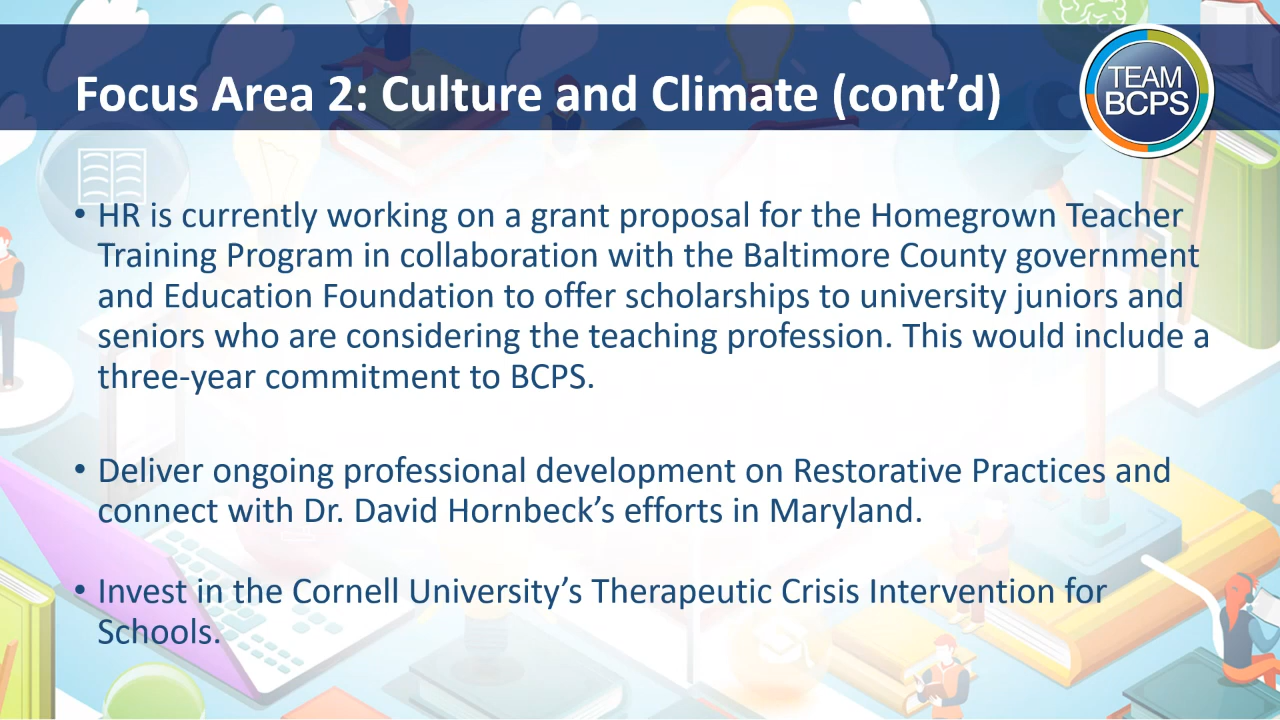 Focus Area 2: Culture and Climate (cont’d)
TEAM
BCPS
• HR is currently working on a grant proposal for the Homegrown Teacher
Training Program in collaboration with the Baltimore County government
and Education Foundation to offer scholarships to university juniors and
seniors who are considering the teaching profession. This would include a
three-year commitment to BCPS.
• Deliver ongoing professional development on Restorative Practices and
connect with Dr. David Hornbeck’s efforts in Maryland.
• Invest in the Cornell University’s Therapeutic Crisis Intervention for
Schools.